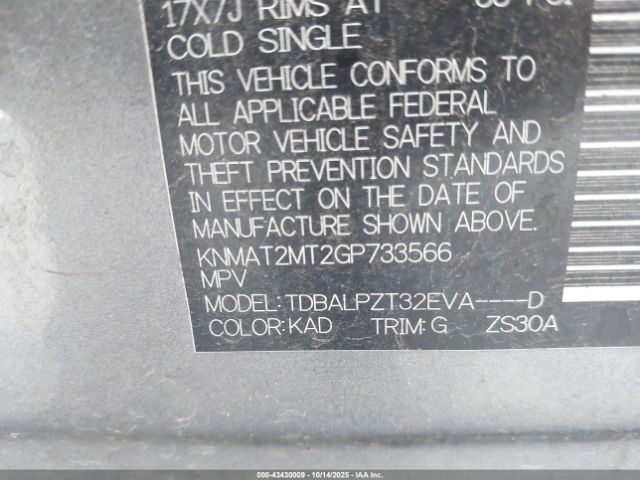 17X7J RIMS AT
COLD SINGLE
THIS VEHICLE CONFORMS TO
ALL APPLICABLE FEDERAL
MOTOR VEHICLE SAFETY AND
THEFT PREVENTION STANDARDS
IN EFFECT ON THE DATE OF
MANUFACTURE SHOWN ABOVE.
KNMAT2MT2GP733566
MPV
MODEL:TDBALPZT32EVA----D
COLOR:KAD TRIM:G ZS30A
000-43430009 - 10/14/2025 - © IAA, Inc.